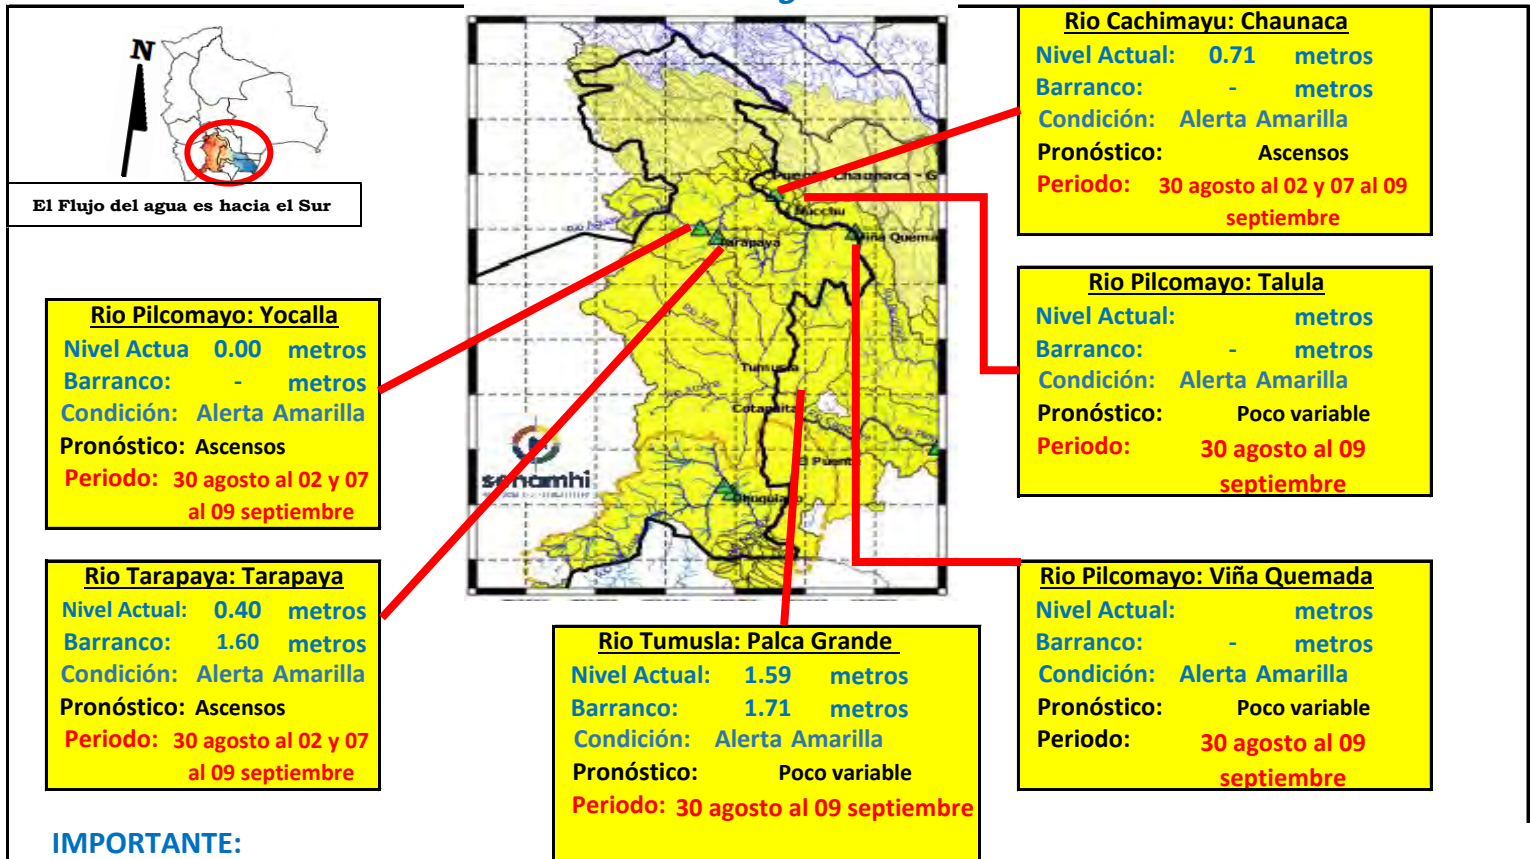 N
El Flujo del agua es hacia el Sur
Rio Pilcomayo: Yocalla
Nivel Actua 0.00 metros
Barranco: - metros
Condición: Alerta Amarilla
Pronóstico: Ascensos
Periodo: 30 agosto al 02 y 07
al 09 septiembre
Rio Tarapaya: Tarapaya
Nivel Actual: 0.40 metros
Barranco: 1.60 metros
Condición: Alerta Amarilla
Pronóstico: Ascensos
Periodo: 30 agosto al 02 y 07
al 09 septiembre
IMPORTANTE:
Puente Chaunaca - G
Viña Quema
Tarapaya
Tumusla
Cotagaita
El Puente
senamhi
Rio Tumusla: Palca Grande
Nivel Actual: 1.59 metros
Barranco: 1.71 metros
Condición: Alerta Amarilla
Pronóstico: Poco variable
Periodo: 30 agosto al 09 septiembre
Rio Cachimayu: Chaunaca
Nivel Actual: 0.71 metros
Barranco: - metros
Condición: Alerta Amarilla
Pronóstico: Ascensos
Periodo: 30 agosto al 02 y 07 al 09
septiembre
Rio Pilcomayo: Talula
Nivel Actual: metros
Barranco: - metros
Condición: Alerta Amarilla
Pronóstico: Poco variable
Periodo: 30 agosto al 09
septiembre
Rio Pilcomayo: Viña Quemada
Nivel Actual: metros
Barranco: - metros
Condición: Alerta Amarilla
Pronóstico: Poco variable
Periodo: 30 agosto al 09
septiembre